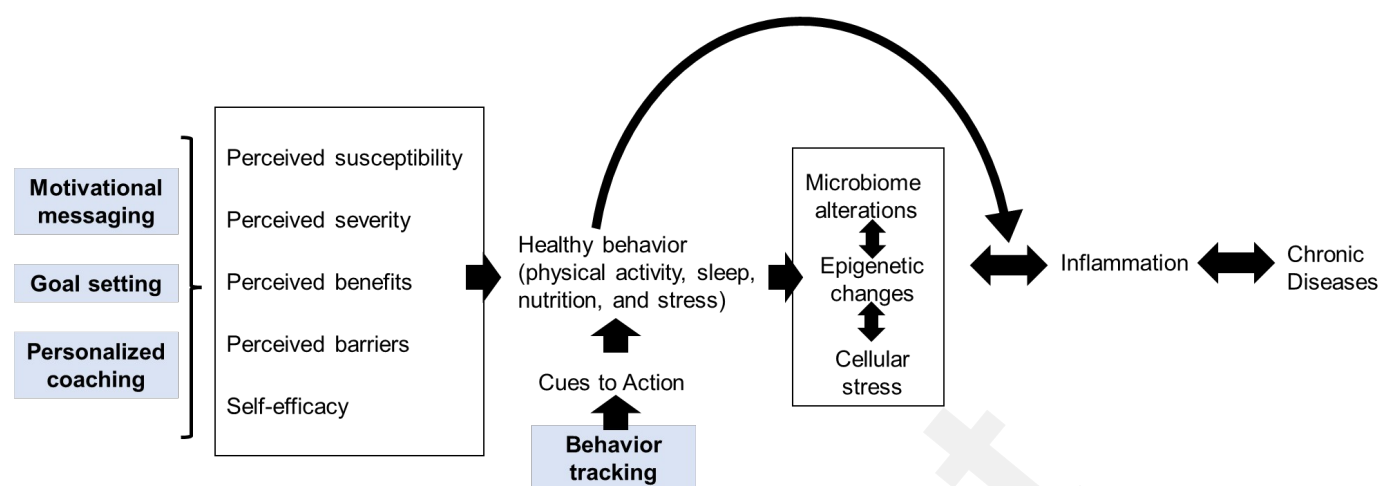 Motivational
messaging
Goal setting
Personalized
coaching
Perceived susceptibility
Perceived severity
Perceived benefits
Perceived barriers
Self-efficacy
Healthy behavior
(physical activity, sleep,
nutrition, and stress)
Cues to Action
Behavior
tracking
Microbiome
alterations
Epigenetic
changes
Cellular
stress
Inflammation
Chronic
Diseases